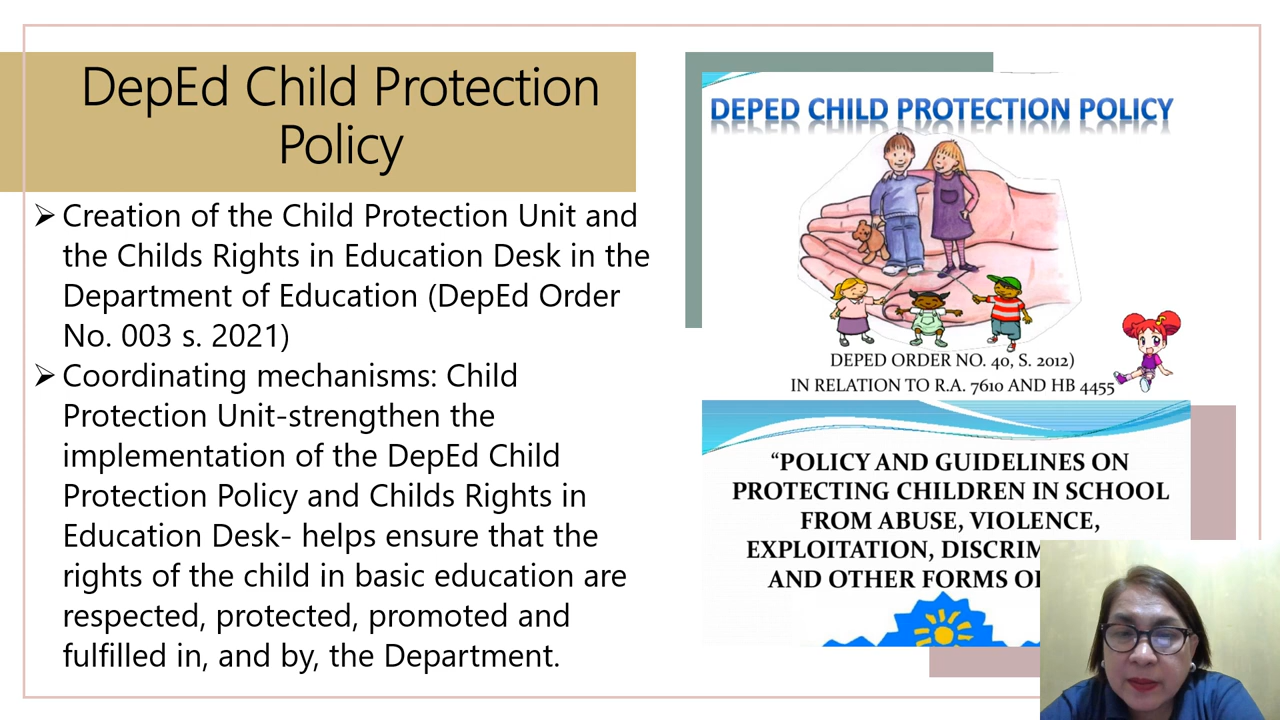 DepEd Child Protection
Policy
➢ Creation of the Child Protection Unit and
the Childs Rights in Education Desk in the
Department of Education (DepEd Order
No. 003 s. 2021)
➢ Coordinating mechanisms: Child
Protection Unit-strengthen the
implementation of the DepEd Child
Protection Policy and Childs Rights in
Education Desk- helps ensure that the
rights of the child in basic education are
respected, protected, promoted and
fulfilled in, and by, the Department.
DEPED CHILD PROTECTION POLICY
DEPED ORDER NO. 40, S. 2012)
IN RELATION TO R.A. 7610 AND HB 4455
“POLICY AND GUIDELINES ON
PROTECTING CHILDREN IN SCHOOL
FROM ABUSE, VIOLENCE,
EXPLOITATION,
AND OTHER FORMS